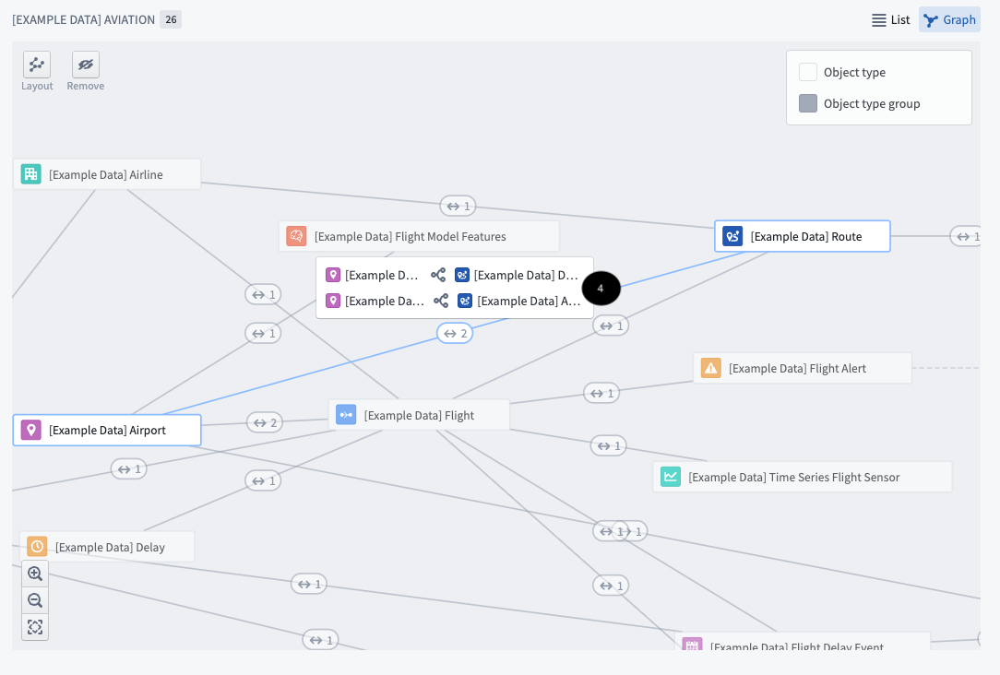 [EXAMPLE DATA] AVIATION 26
List
Graph
Layout
Remove
Object type
Object type group
[Example Data] Airline
1
[Example Data] Flight Model Features
[Example Data] Route
1
[Example D… [Example Data] D…
4
[Example Da… [Example Data] A…
1
1
2
1
[Example Data] Flight Alert
1
[Example Data] Flight
[Example Data] Airport
2
1
1
[Example Data] Time Series Flight Sensor
1
1
1
[Example Data] Delay
1
1
1
[Example Data] Flight Delay Event